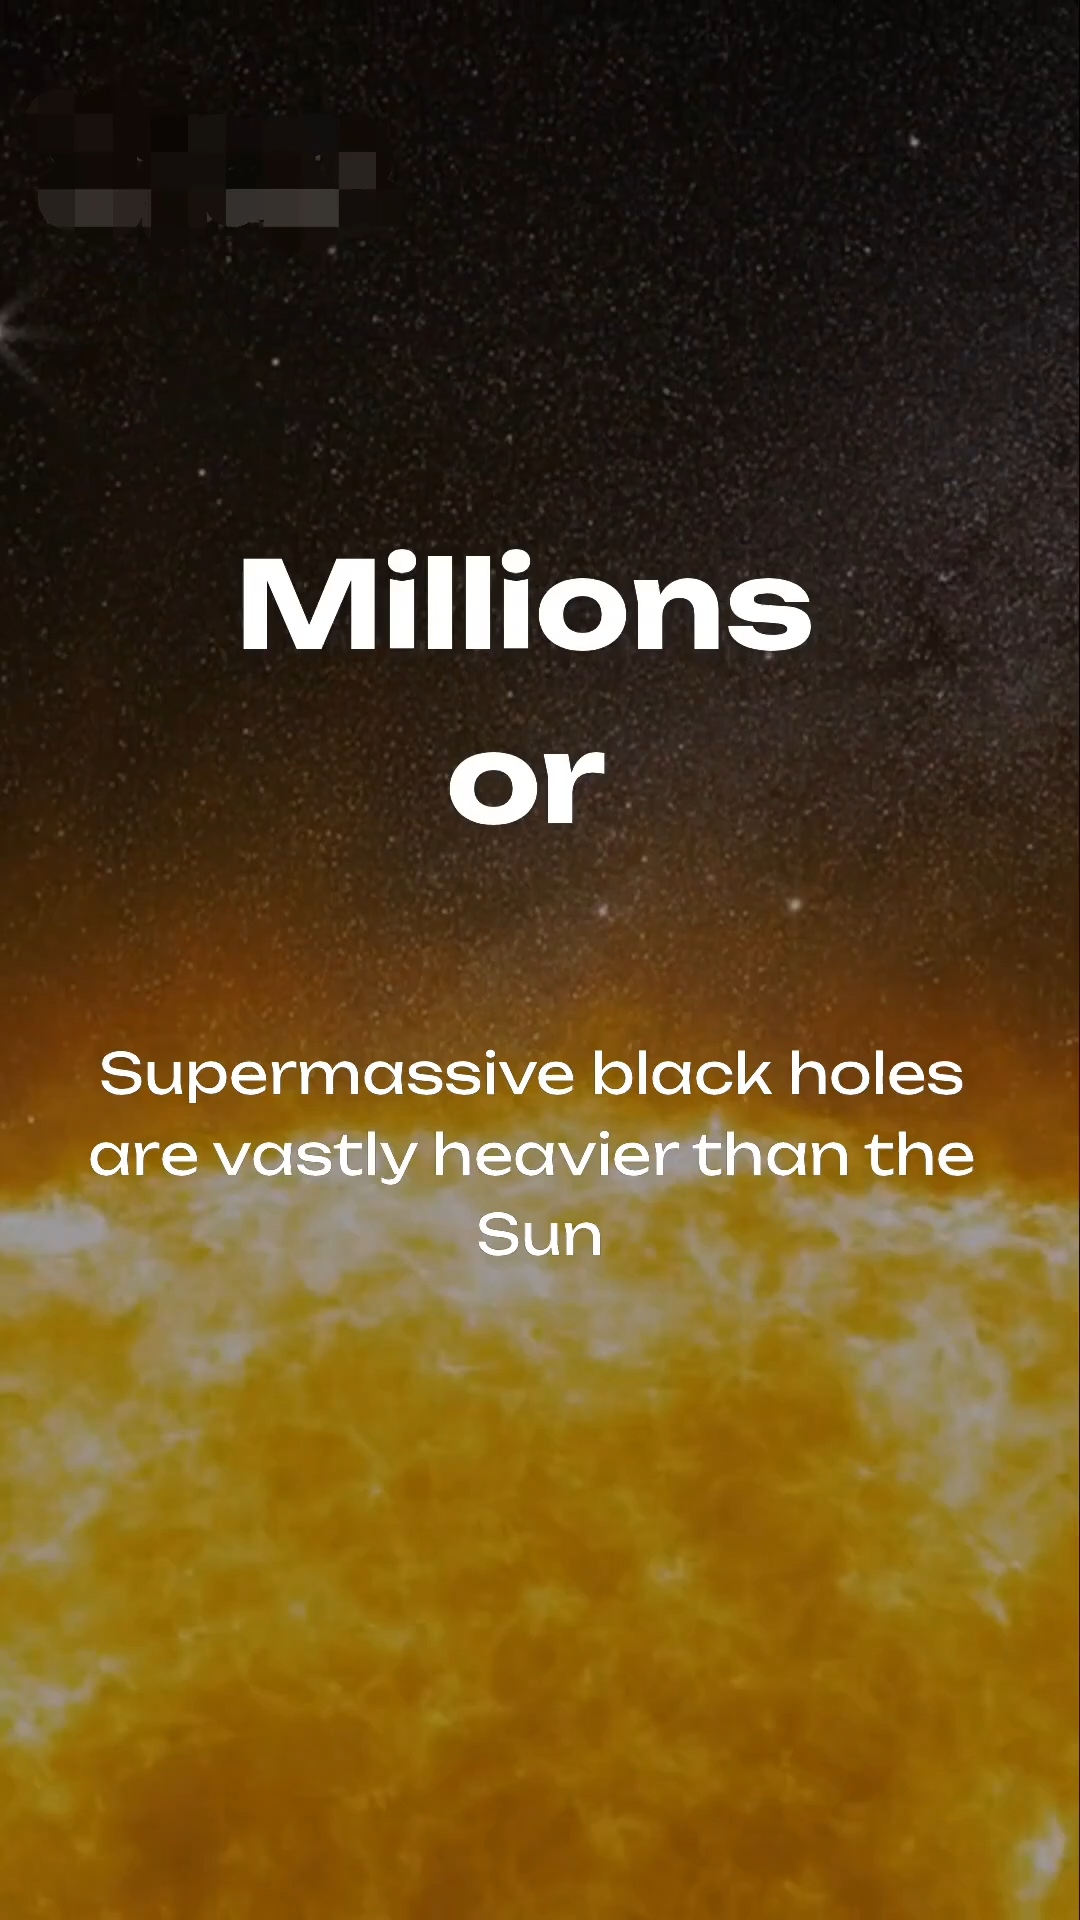 Millions
or
Supermassive black holes
are vastly heavier than the
Sun